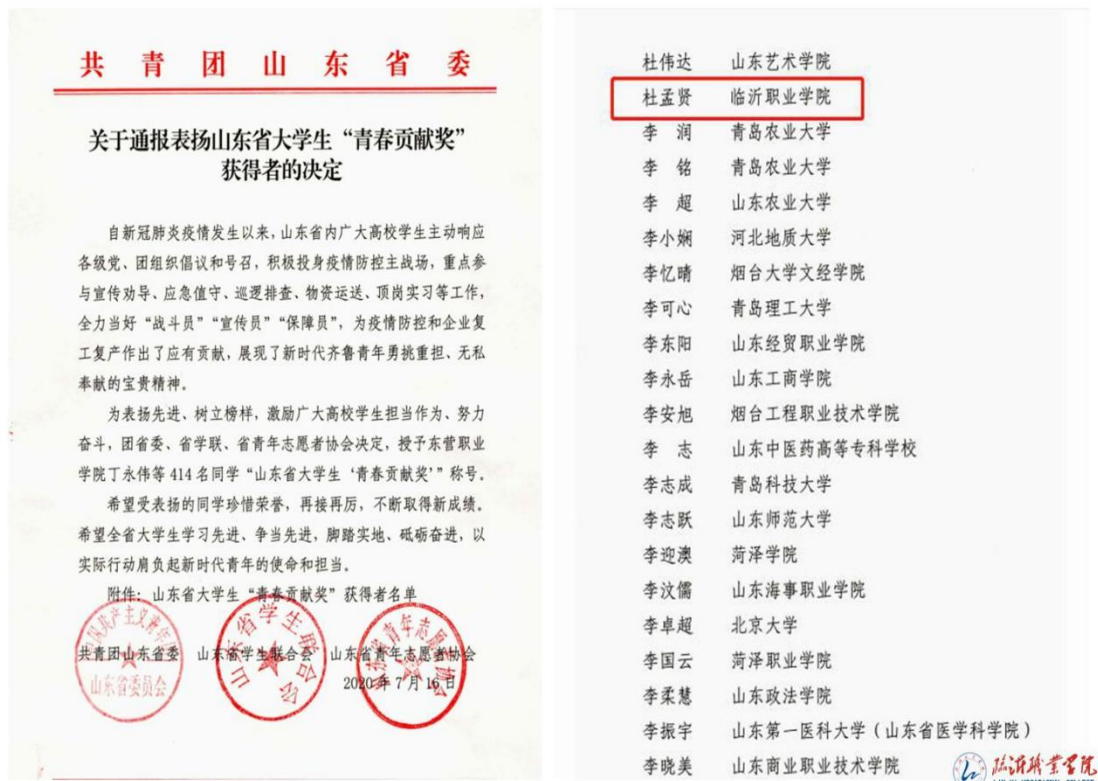 共青团山东省委
关于通报表扬山东省大学生“青春贡献奖”
获得者的决定
自新冠肺炎疫情发生以来，山东省内广大高校学生主动响应
各级党、团组织倡议和号召，积极投身疫情防控主战场，重点参
与宣传劝导、应急值守、巡逻排查、物资运送、顶岗实习等工作，
全力当好“战斗员”“宣传员”“保障员”，为疫情防控和企业复
工复产作出了应有贡献，展现了新时代齐鲁青年勇挑重担、无私
奉献的宝贵精神。
为表扬先进、树立榜样，激励广大高校学生担当作为、努力
奋斗，团省委、省学联、省青年志愿者协会决定，授予东营职业
学院丁永伟等414名同学“山东省大学生‘青春贡献奖’”称号。
希望受表扬的同学珍惜荣誉，再接再厉，不断取得新成绩。
希望全省大学生学习先进、争当先进，脚踏实地、砥砺奋进，以
实际行动肩负起新时代青年的使命和担当。
附件：山东省大学生“青春贡献奖”获得者名单
共青团山东省委 山东省学生联合会 山东省青年志愿者协会
2020年7月16日
山东省委员会
山东省学生联合会
杜伟达 山东艺术学院
杜孟贤 临沂职业学院
李润 青岛农业大学
李铭 青岛农业大学
李超 山东农业大学
李小娴 河北地质大学
李忆晴 烟台大学文经学院
李可心 青岛理工大学
李东阳 山东经贸职业学院
李永岳 山东工商学院
李安旭 烟台工程职业技术学院
李志 山东中医药高等专科学校
李志成 青岛科技大学
李志跃 山东师范大学
李迎澳 菏泽学院
李汶儒 山东海事职业学院
李卓超 北京大学
李国云 菏泽职业学院
李柔慧 山东政法学院
李振宇 山东第一医科大学（山东省医学科学院）
李晓美 山东商业职业技术学院
临沂职业学院